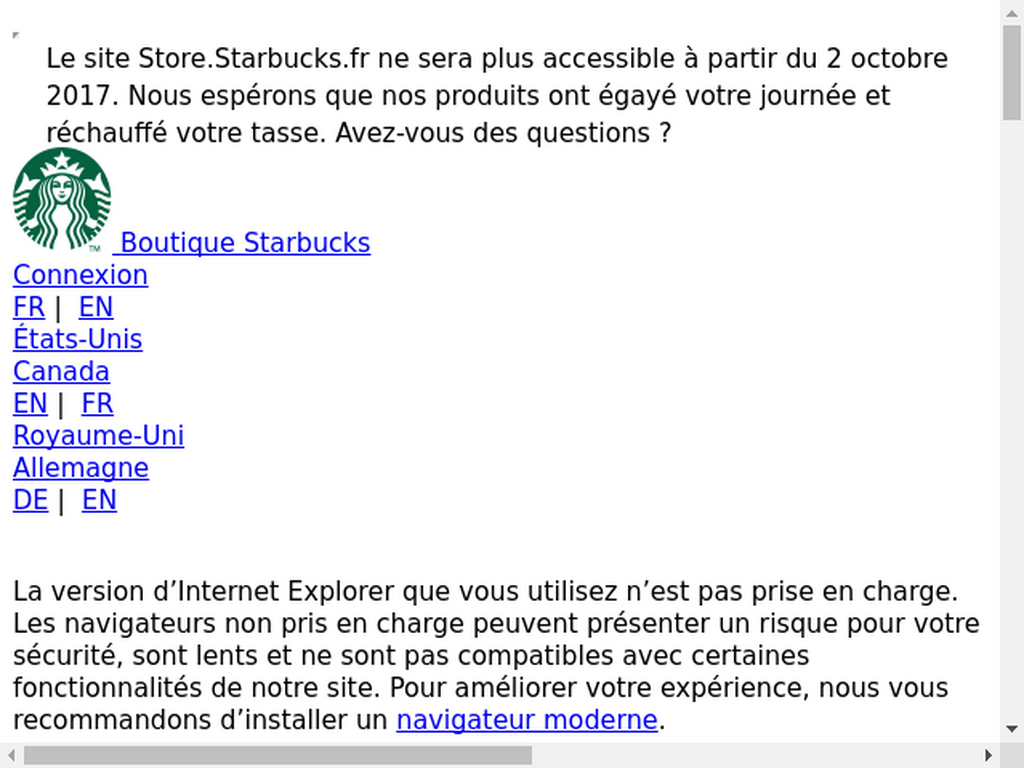 Le site Store.Starbucks.fr ne sera plus accessible à partir du 2 octobre
2017. Nous espérons que nos produits ont égayé votre journée et
réchauffé votre tasse. Avez-vous des questions ?
TM
Boutique Starbucks
Connexion
FR | EN
États-Unis
Canada
EN | FR
Royaume-Uni
Allemagne
DE | EN
La version d’Internet Explorer que vous utilisez n’est pas prise en charge.
Les navigateurs non pris en charge peuvent présenter un risque pour votre
sécurité, sont lents et ne sont pas compatibles avec certaines
fonctionnalités de notre site. Pour améliorer votre expérience, nous vous
recommandons d’installer un navigateur moderne.